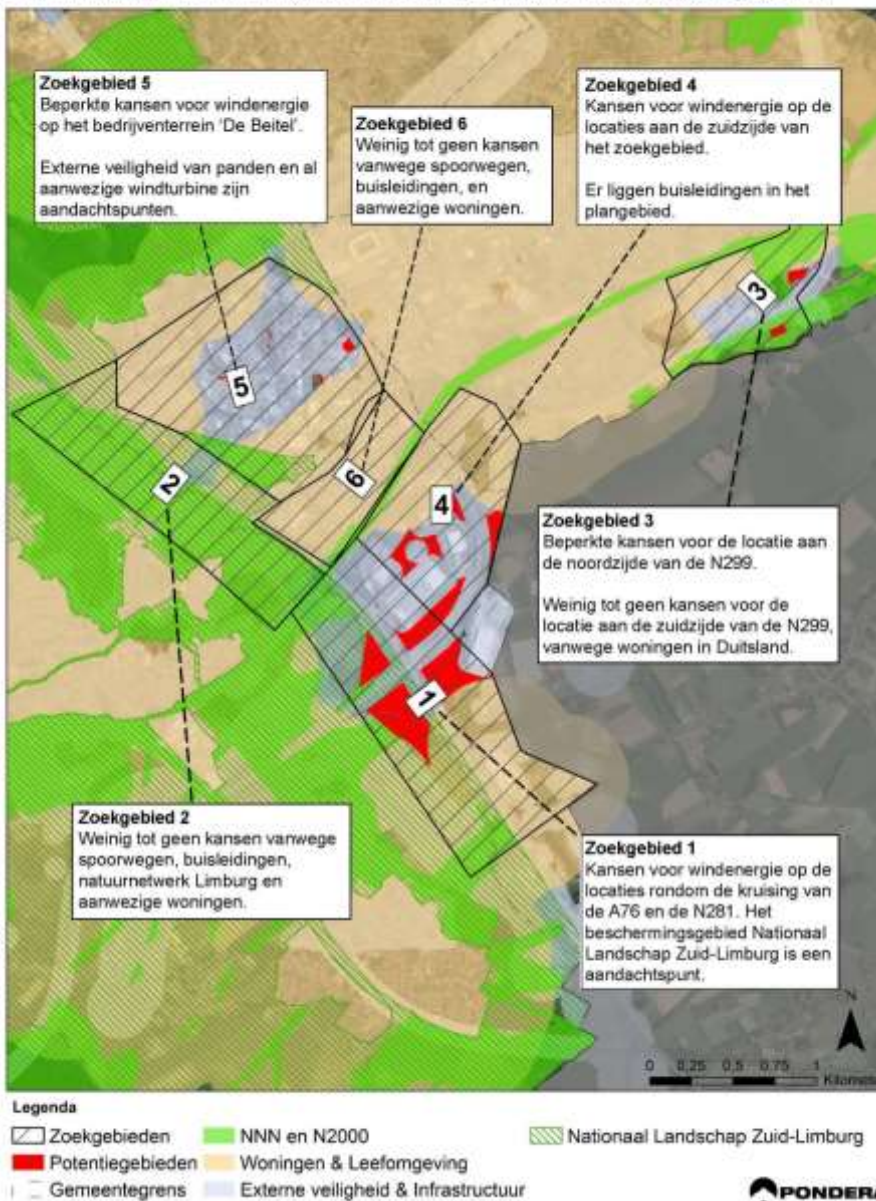 Zoekgebied 5
Beperkte kansen voor windenergie
op het bedrijventerrein 'De Beitel'.
Externe veiligheid van panden en al
aanwezige windturbine zijn
aandachtspunten.
Zoekgebied 6
Weinig tot geen kansen
vanwege spoorwegen,
buisleidingen, en
aanwezige woningen.
Zoekgebied 4
Kansen voor windenergie op de
locaties aan de zuidzijde van
het zoekgebied.
Er liggen buisleidingen in het
plangebied.
3
5
2
6
4
1
Zoekgebied 3
Beperkte kansen voor de locatie aan
de noordzijde van de N299.
Weinig tot geen kansen voor de
locatie aan de zuidzijde van de N299,
vanwege woningen in Duitsland.
Zoekgebied 2
Weinig tot geen kansen vanwege
spoorwegen, buisleidingen,
natuurnetwerk Limburg en
aanwezige woningen.
Zoekgebied 1
Kansen voor windenergie op de
locaties rondom de kruising van
de A76 en de N281. Het
beschermingsgebied Nationaal
Landschap Zuid-Limburg is een
aandachtspunt.
N
0 0,25 0,5 0,75 1
Legenda
Zoekgebieden NNN en N2000 Nationaal Landschap Zuid-Limburg
Potentiegebieden Woningen & Leefomgeving
Gemeentegrens Externe veiligheid & Infrastructuur
PONDERA